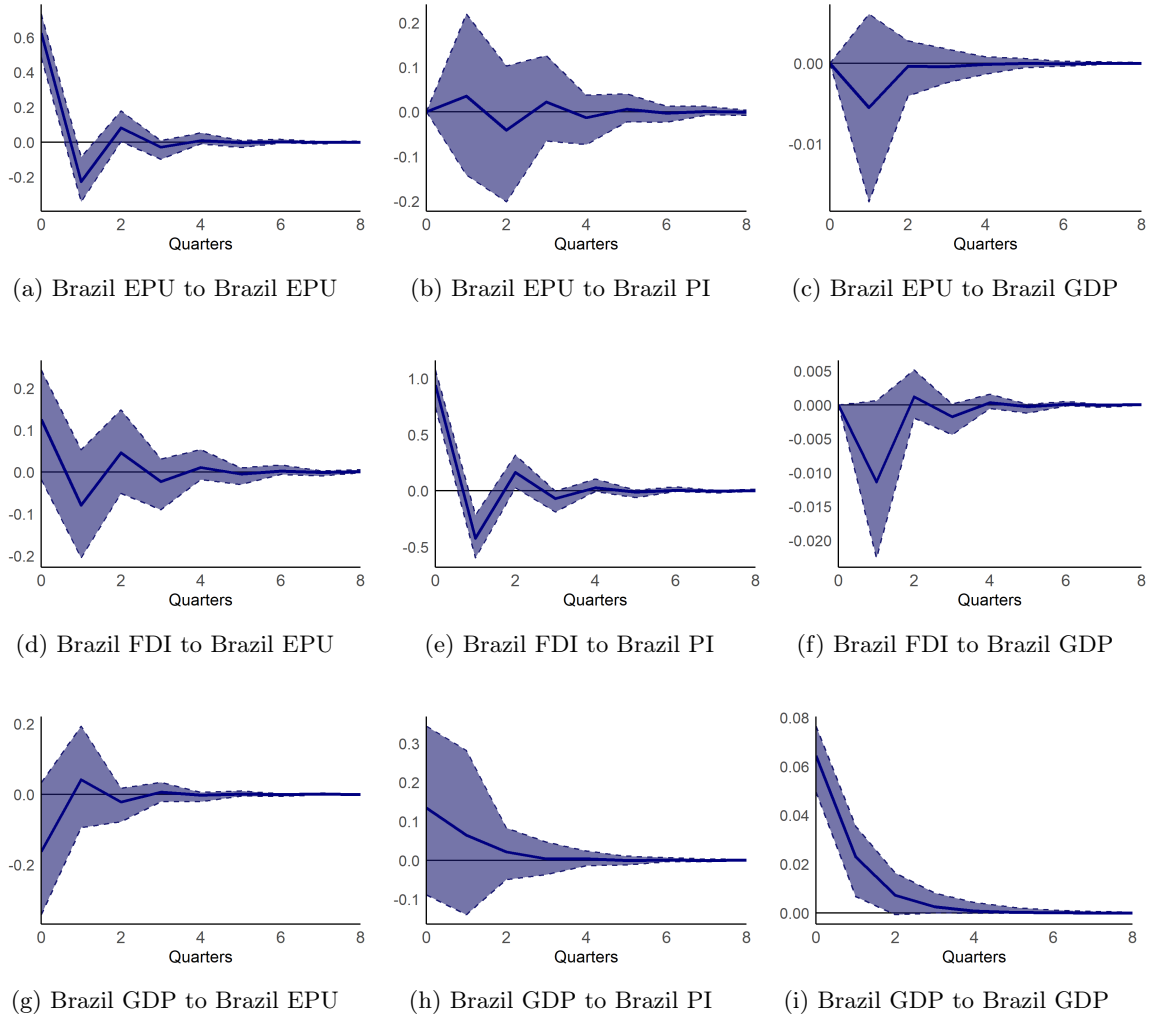 0.6
0.4
0.2
0.0
-0.2
0 2 4 6 8
Quarters
(a) Brazil EPU to Brazil EPU
0.2
0.1
0.0
-0.1
-0.2
0 2 4 6 8
Quarters
(b) Brazil EPU to Brazil PI
0.00
-0.01
0 2 4 6 8
Quarters
(c) Brazil EPU to Brazil GDP
0.2
0.1
0.0
-0.1
-0.2
0 2 4 6 8
Quarters
(d) Brazil FDI to Brazil EPU
1.0
0.5
0.0
-0.5
0 2 4 6 8
Quarters
(e) Brazil FDI to Brazil PI
0.005
0.000
-0.005
-0.010
-0.015
-0.020
0 2 4 6 8
Quarters
(f) Brazil FDI to Brazil GDP
0.2
0.0
-0.2
0 2 4 6 8
Quarters
(g) Brazil GDP to Brazil EPU
0.3
0.2
0.1
0.0
-0.1
0 2 4 6 8
Quarters
(h) Brazil GDP to Brazil PI
0.08
0.06
0.04
0.02
0.00
0 2 4 6 8
Quarters
(i) Brazil GDP to Brazil GDP